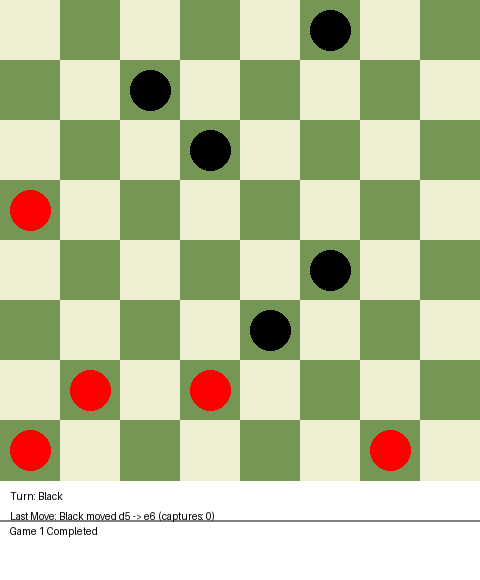 Turn: Black
Last Move: Black moved d5 -> e6 (captures: 0)
Game 1 Completed